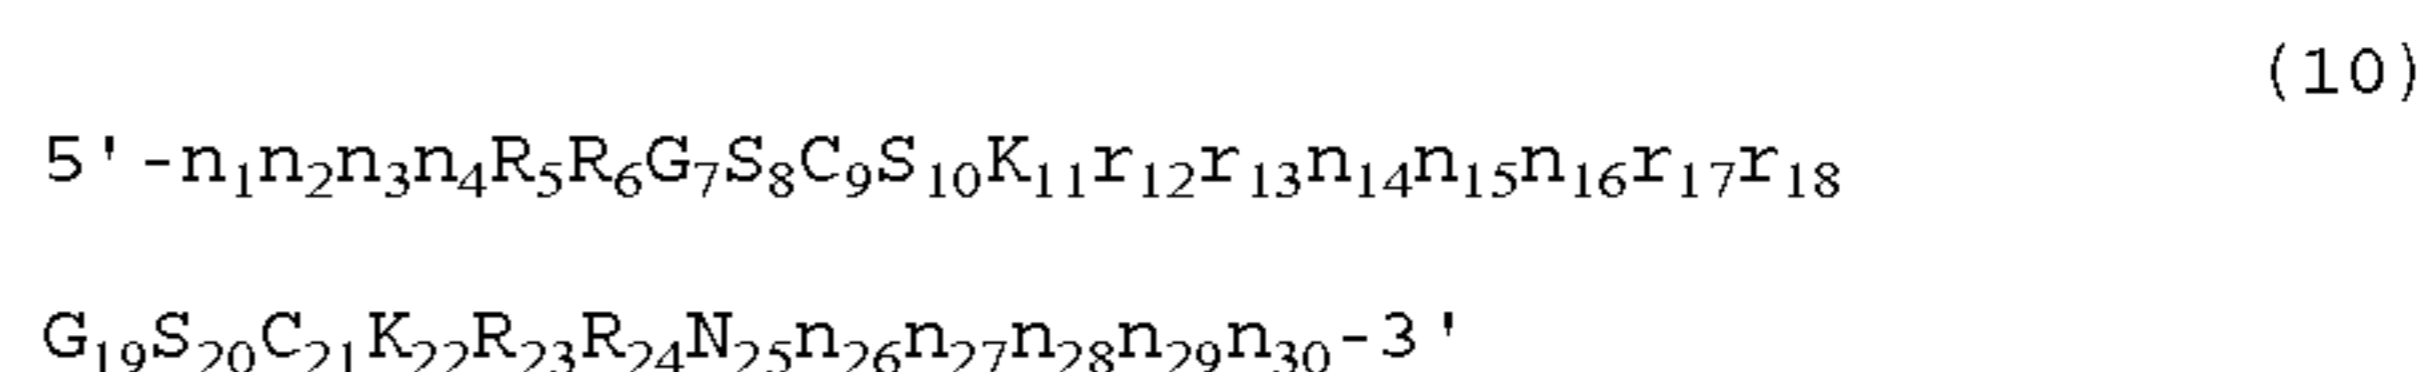 (10)
5'-n₁n₂n₃n₄R₅R₆G₇S₈C₉S₁₀K₁₁r₁₂r₁₃n₁₄n₁₅n₁₆r₁₇r₁₈
G₁₉S₂₀C₂₁K₂₂R₂₃R₂₄N₂₅n₂₆n₂₇n₂₈n₂₉n₃₀-3'